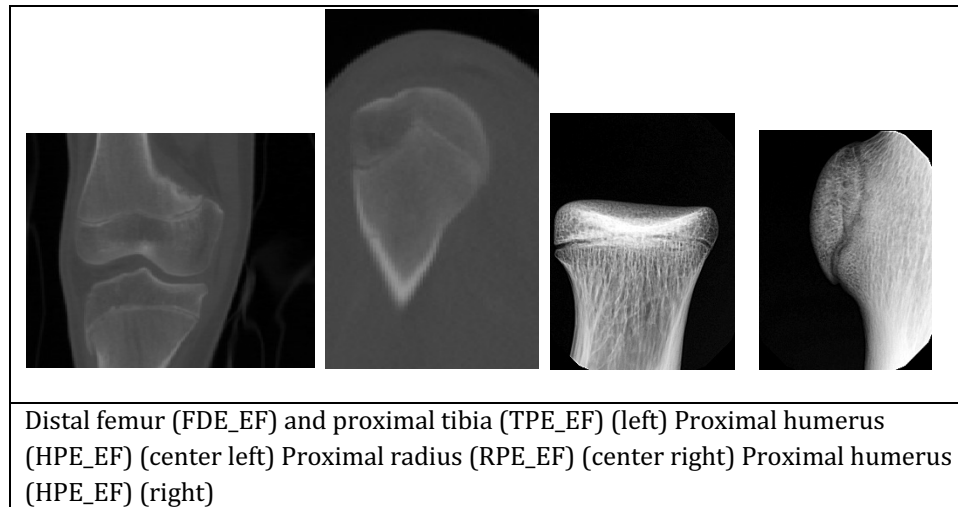 Distal femur (FDE_EF) and proximal tibia (TPE_EF) (left) Proximal humerus
(HPE_EF) (center left) Proximal radius (RPE_EF) (center right) Proximal humerus
(HPE_EF) (right)